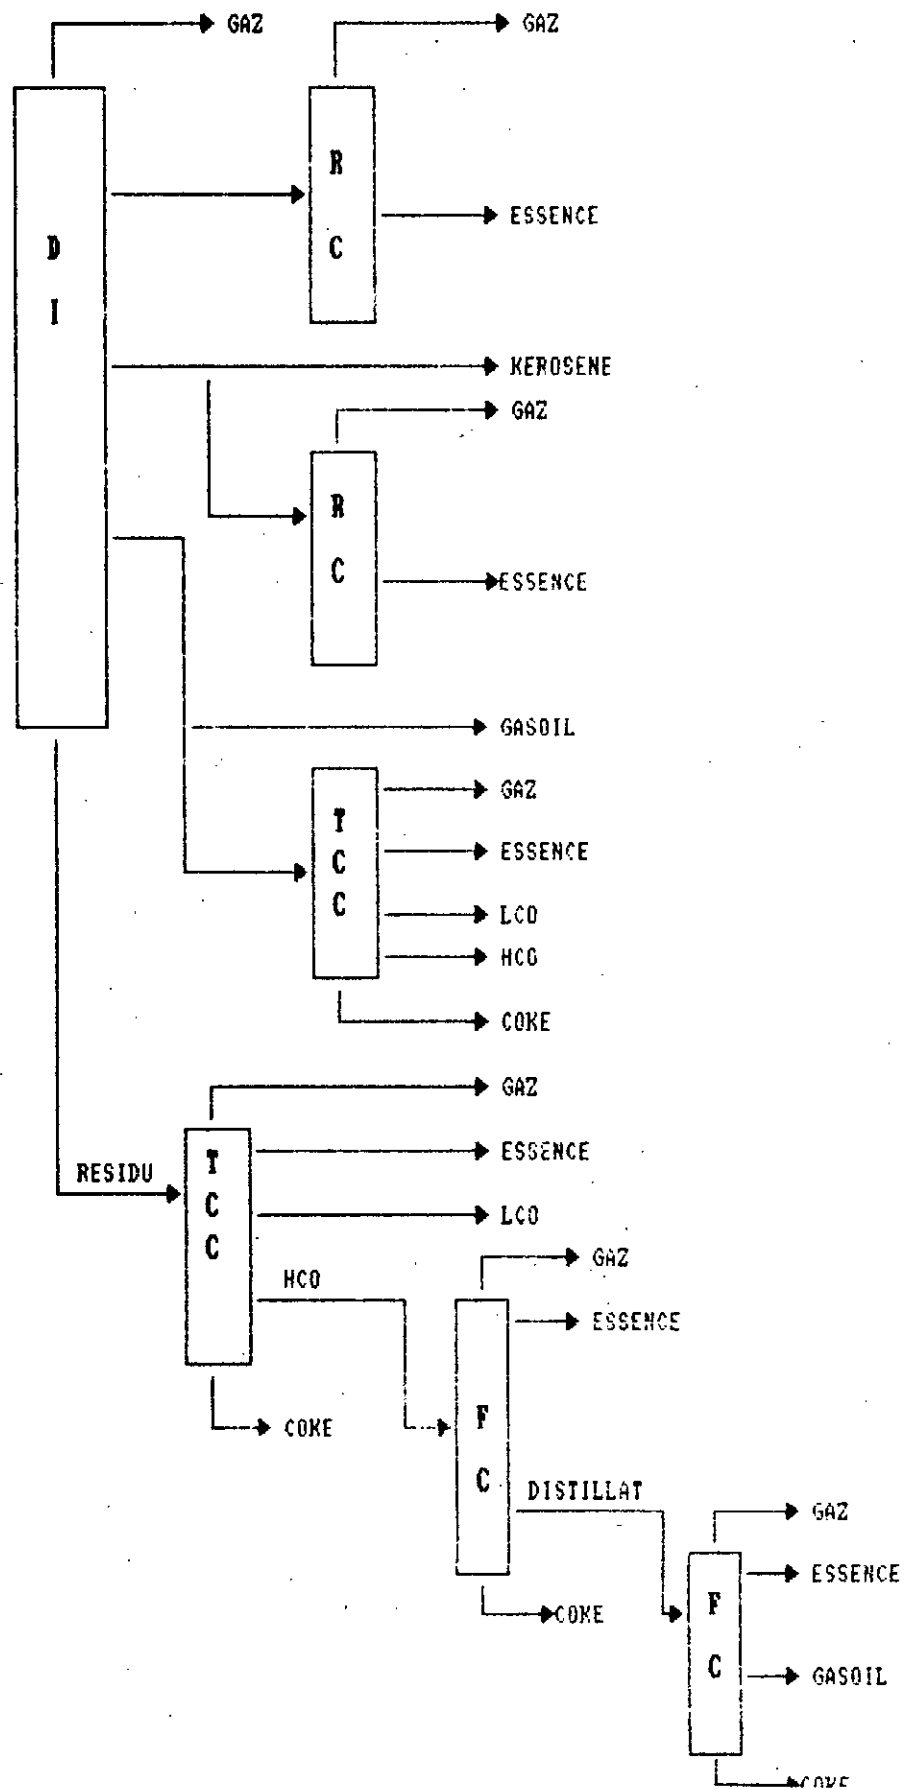 GAZ GAZ
R
C
ESSENCE
D
I
KEROSENE
GAZ
R
C
ESSENCE
GASOIL
GAZ
T
C
C
ESSENCE
LCO
HCO
COKE
GAZ
T
C
C
ESSENCE
RESIDU
LCO
HCO
GAZ
ESSENCE
COKE
F
C
DISTILLAT
GAZ
ESSENCE
COKE
F
C
GASOIL
COKE